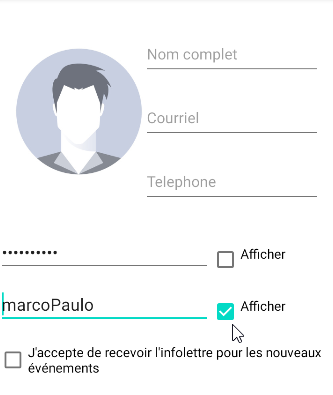 Nom complet
Courriel
Telephone
••••••••••
Afficher
marcoPaulo
Afficher
J'accepte de recevoir l'infolettre pour les nouveaux
événements